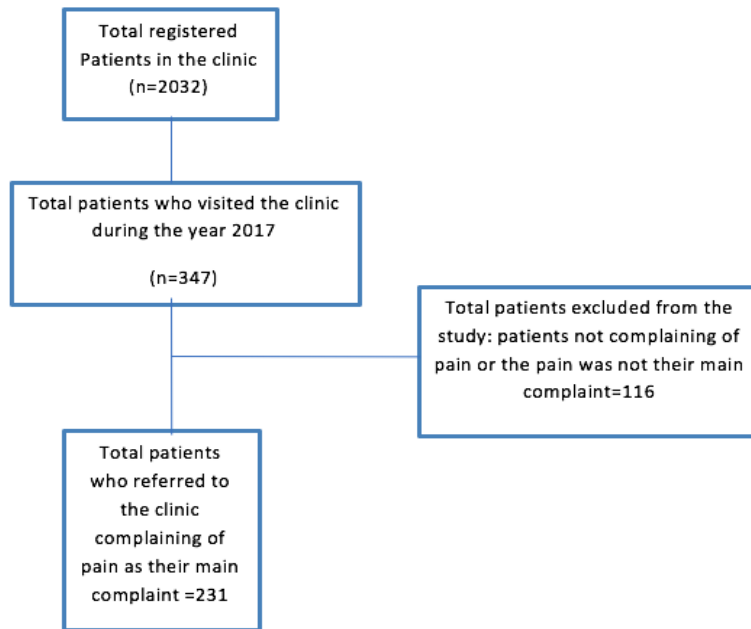 Total registered
Patients in the clinic
(n=2032)
Total patients who visited the clinic
during the year 2017
(n=347)
Total patients excluded from the
study: patients not complaining of
pain or the pain was not their main
complaint=116
Total patients
who referred to
the clinic
complaining of
pain as their main
complaint =231